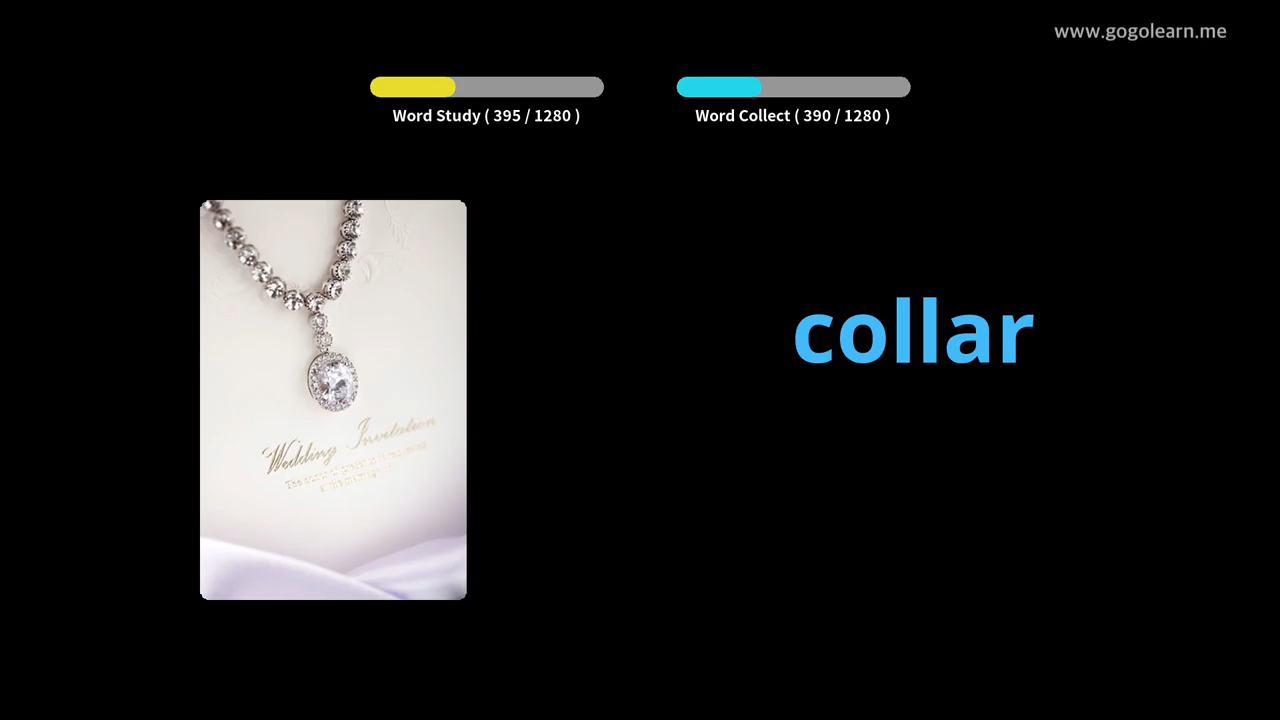 www.gogolearn.me
Word Study ( 395 / 1280 )
Word Collect ( 390 / 1280 )
collar
Wedding Invitation